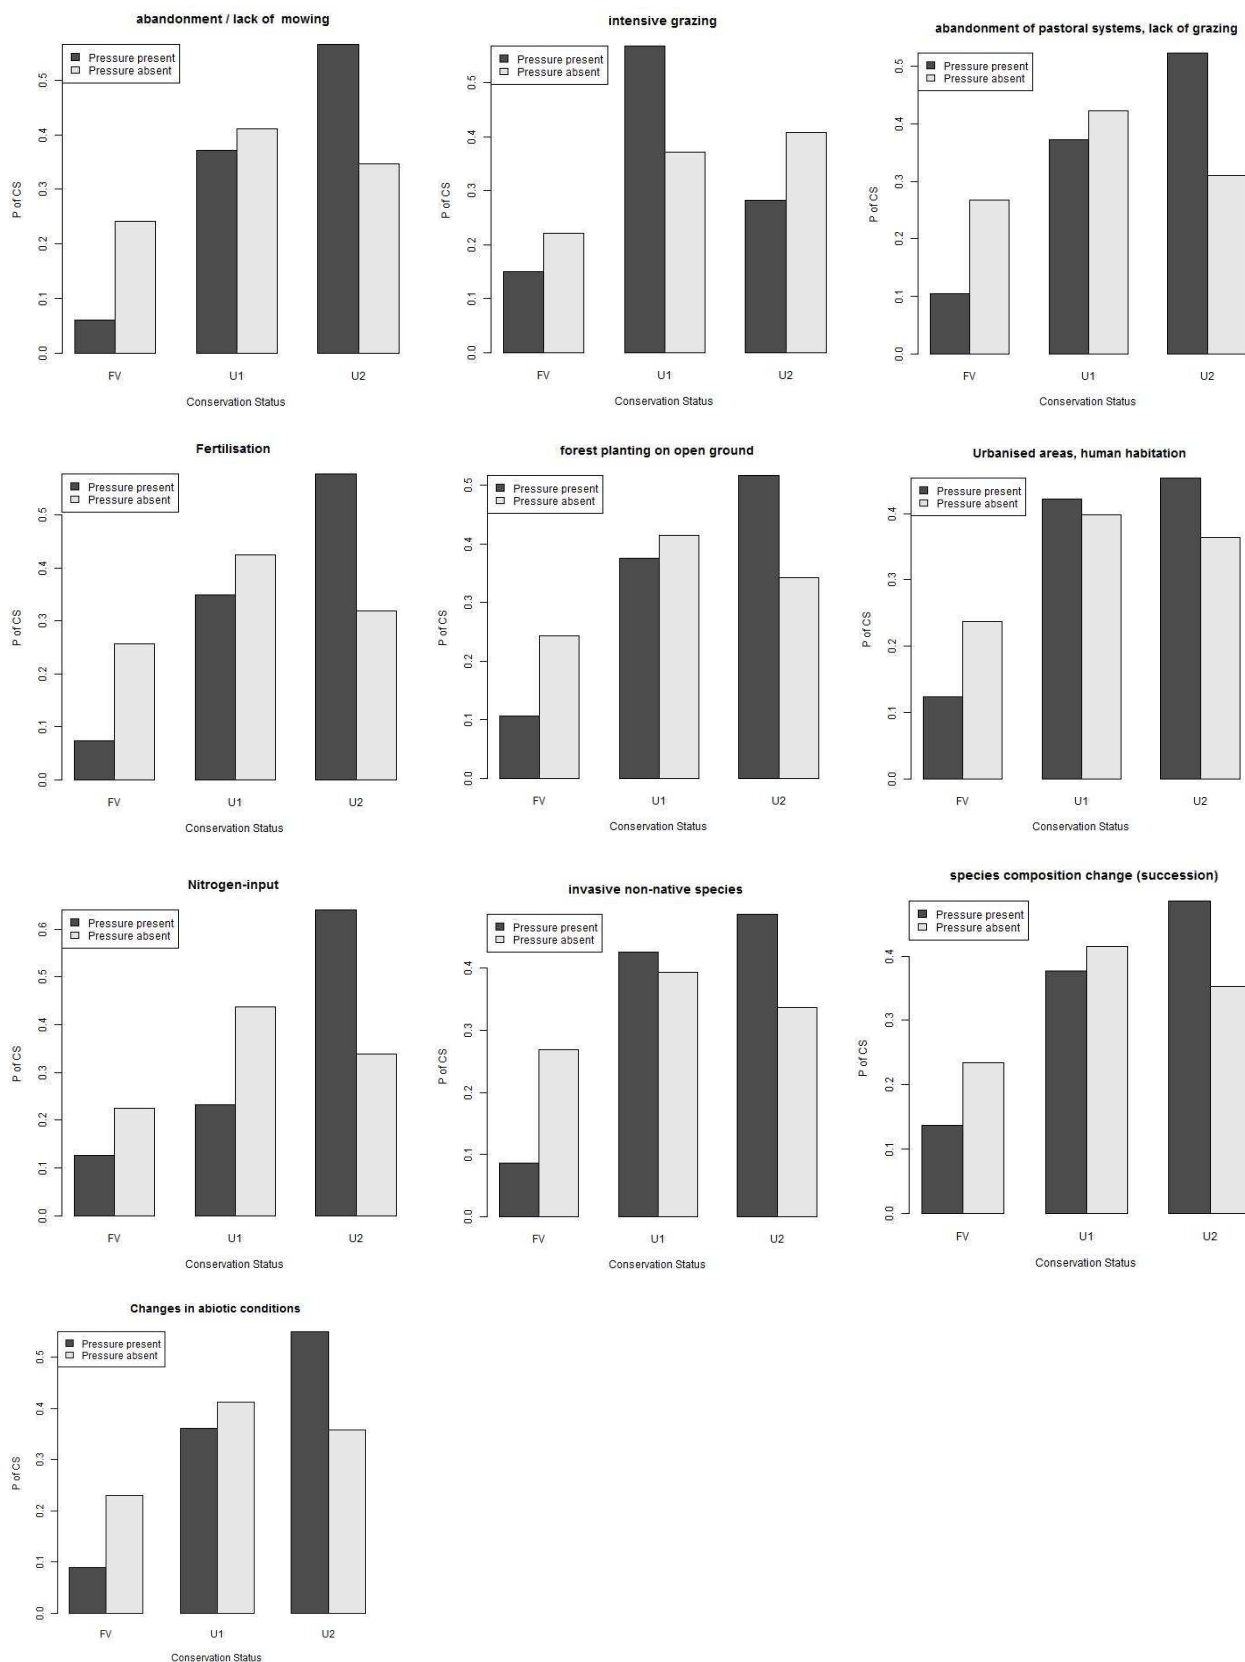 abandonment / lack of  mowing
Pressure present
Pressure absent
P of CS
0.0 0.1 0.2 0.3 0.4 0.5
FV U1 U2
Conservation Status
intensive grazing
Pressure present
Pressure absent
P of CS
0.0 0.1 0.2 0.3 0.4 0.5
FV U1 U2
Conservation Status
abandonment of pastoral systems, lack of grazing
Pressure present
Pressure absent
P of CS
0.0 0.1 0.2 0.3 0.4 0.5
FV U1 U2
Conservation Status
Fertilisation
Pressure present
Pressure absent
P of CS
0.0 0.1 0.2 0.3 0.4 0.5
FV U1 U2
Conservation Status
forest planting on open ground
Pressure present
Pressure absent
P of CS
0.0 0.1 0.2 0.3 0.4 0.5
FV U1 U2
Conservation Status
Urbanised areas, human habitation
Pressure present
Pressure absent
P of CS
0.0 0.1 0.2 0.3 0.4
FV U1 U2
Conservation Status
Nitrogen-input
Pressure present
Pressure absent
P of CS
0.0 0.1 0.2 0.3 0.4 0.5 0.6
FV U1 U2
Conservation Status
invasive non-native species
Pressure present
Pressure absent
P of CS
0.0 0.1 0.2 0.3 0.4
FV U1 U2
Conservation Status
species composition change (succession)
Pressure present
Pressure absent
P of CS
0.0 0.1 0.2 0.3 0.4
FV U1 U2
Conservation Status
Changes in abiotic conditions
Pressure present
Pressure absent
P of CS
0.0 0.1 0.2 0.3 0.4 0.5
FV U1 U2
Conservation Status